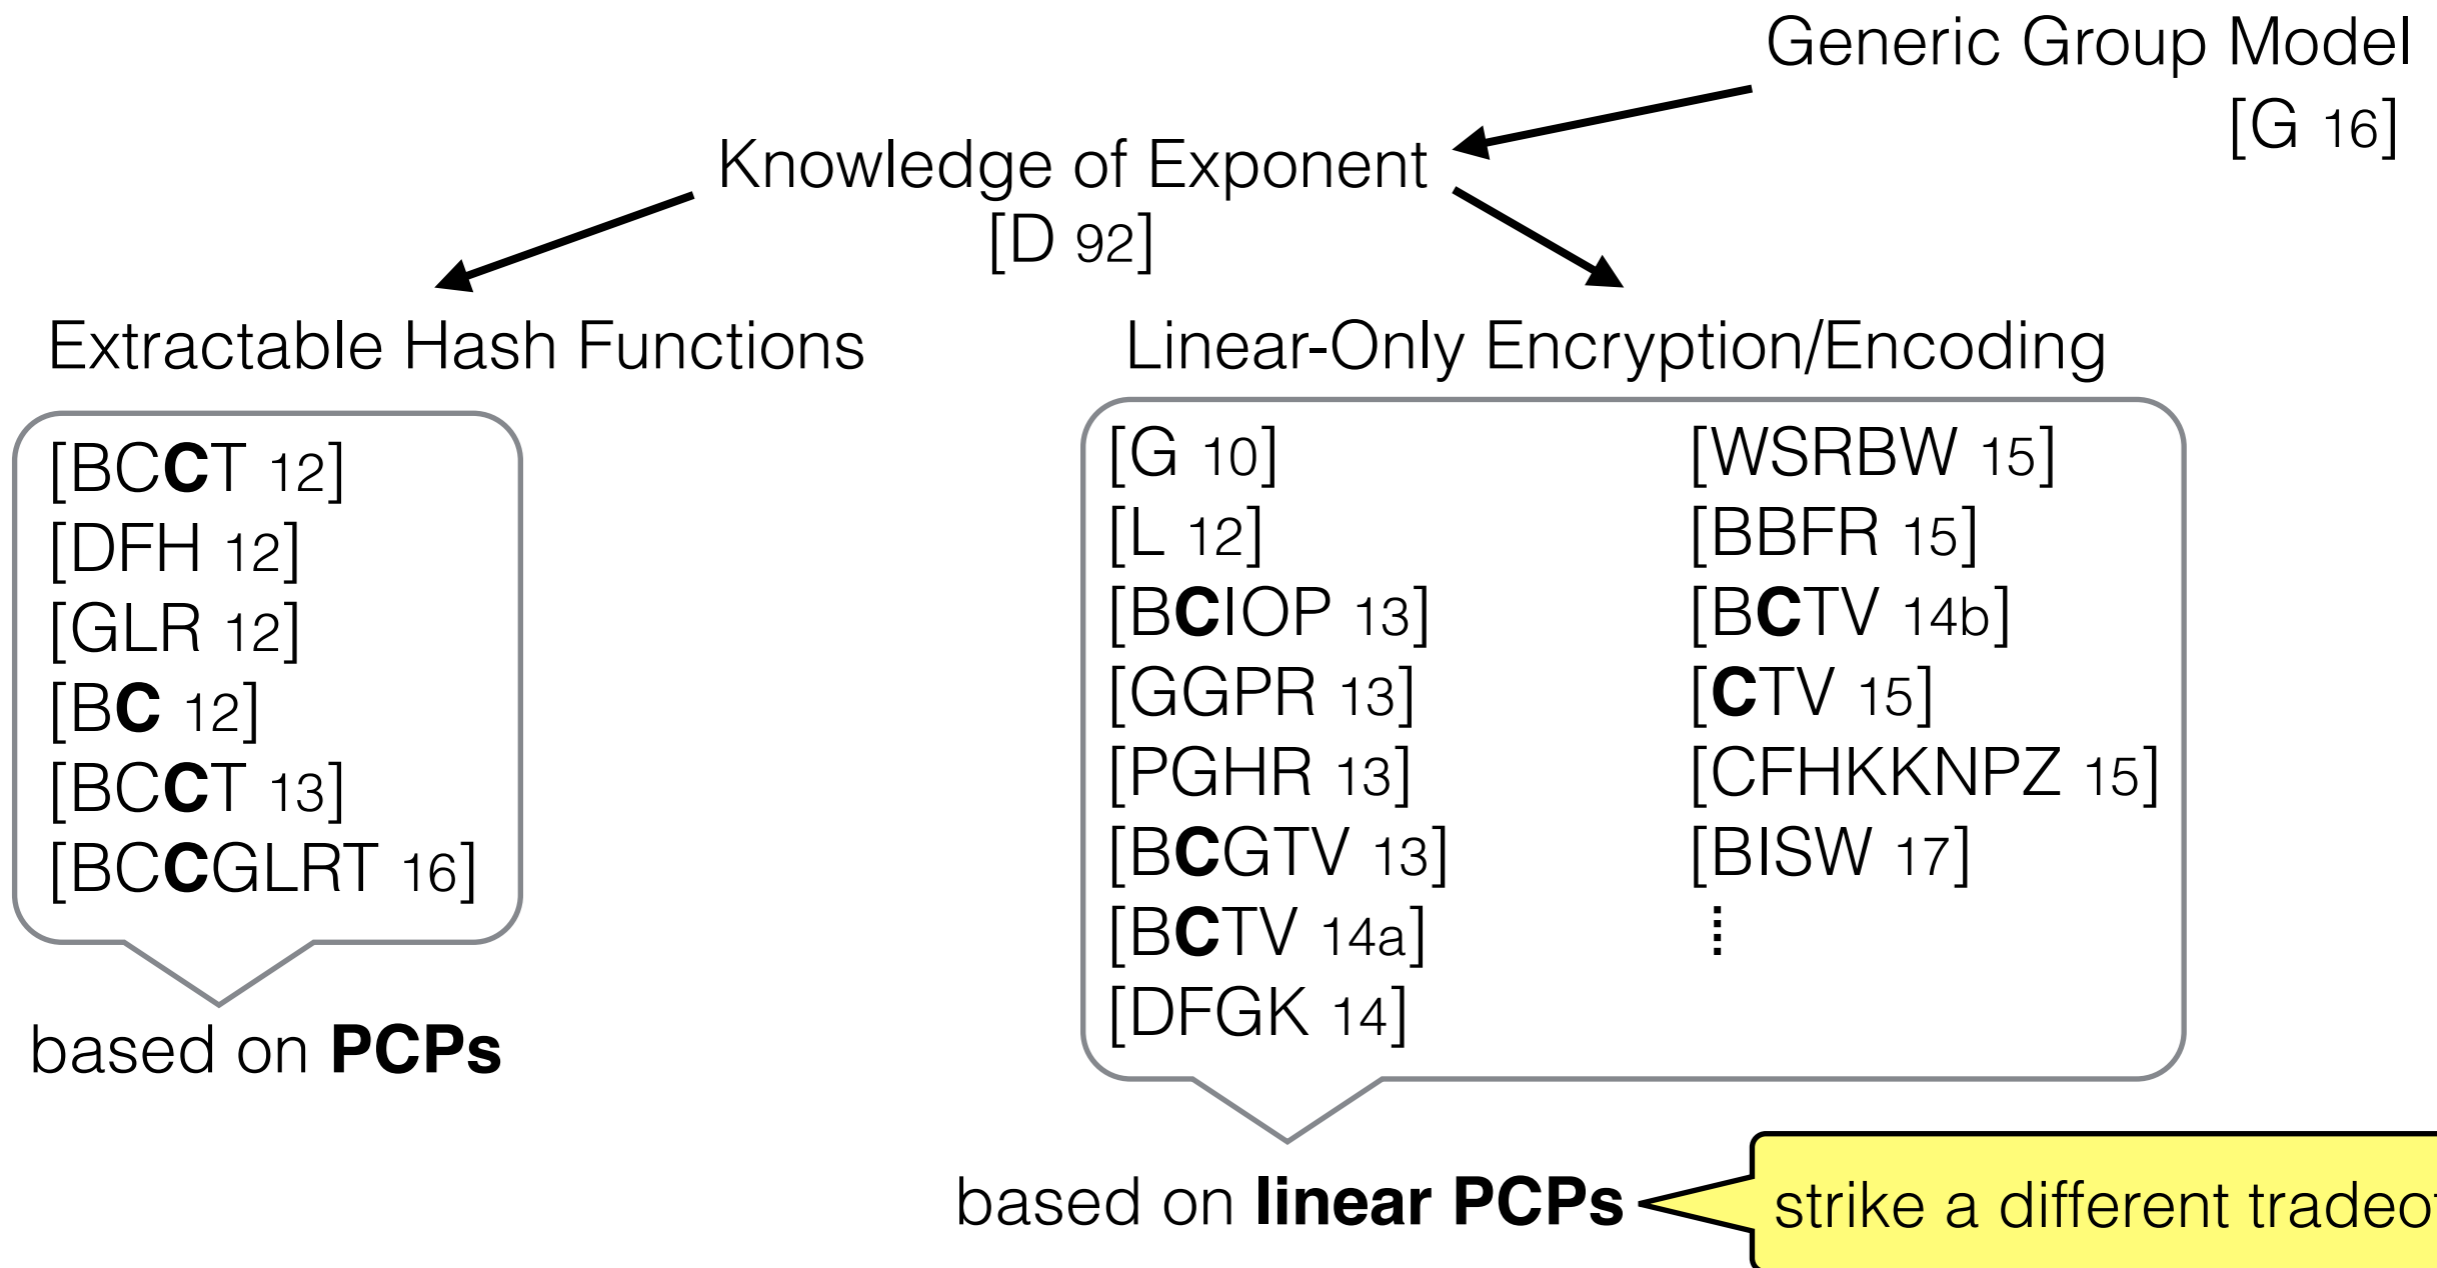 Generic Group Model
[G 16]
Knowledge of Exponent
[D 92]
Extractable Hash Functions
[BCCT 12]
[DFH 12]
[GLR 12]
[BC 12]
[BCCT 13]
[BCCGLRT 16]
based on PCPs
Linear-Only Encryption/Encoding
[G 10]
[L 12]
[BCIOP 13]
[GGPR 13]
[PGHR 13]
[BCGTV 13]
[BCTV 14a]
[DFGK 14]
[WSRBW 15]
[BBFR 15]
[BCTV 14b]
[CTV 15]
[CFHKKNPZ 15]
[BISW 17]
⁞
based on linear PCPs
strike a different